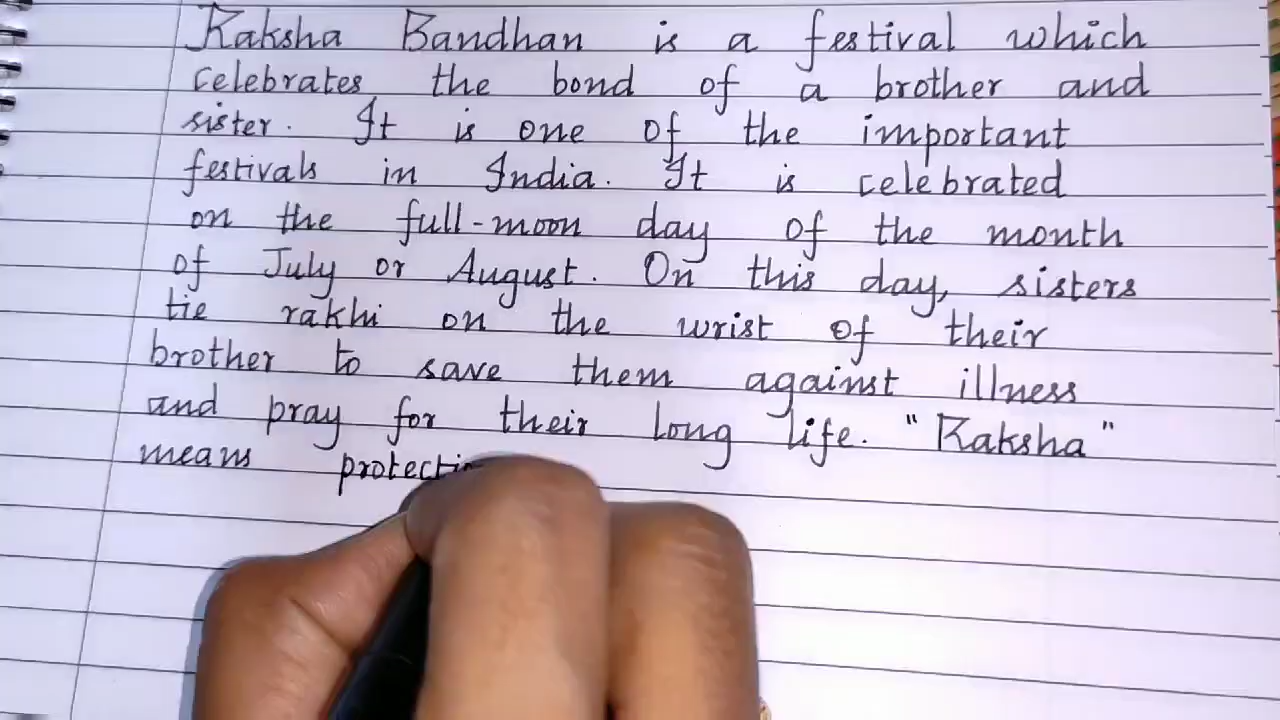 Raksha Bandhan is a festival which
celebrates the bond of a brother and
sister. It is one of the important
festivals in India. It is celebrated
on the full-moon day of the month
of July or August. On this day, sisters
tie rakhi on the wrist of their
brother to save them against illness
and pray for their long life. "Raksha"
means protectio